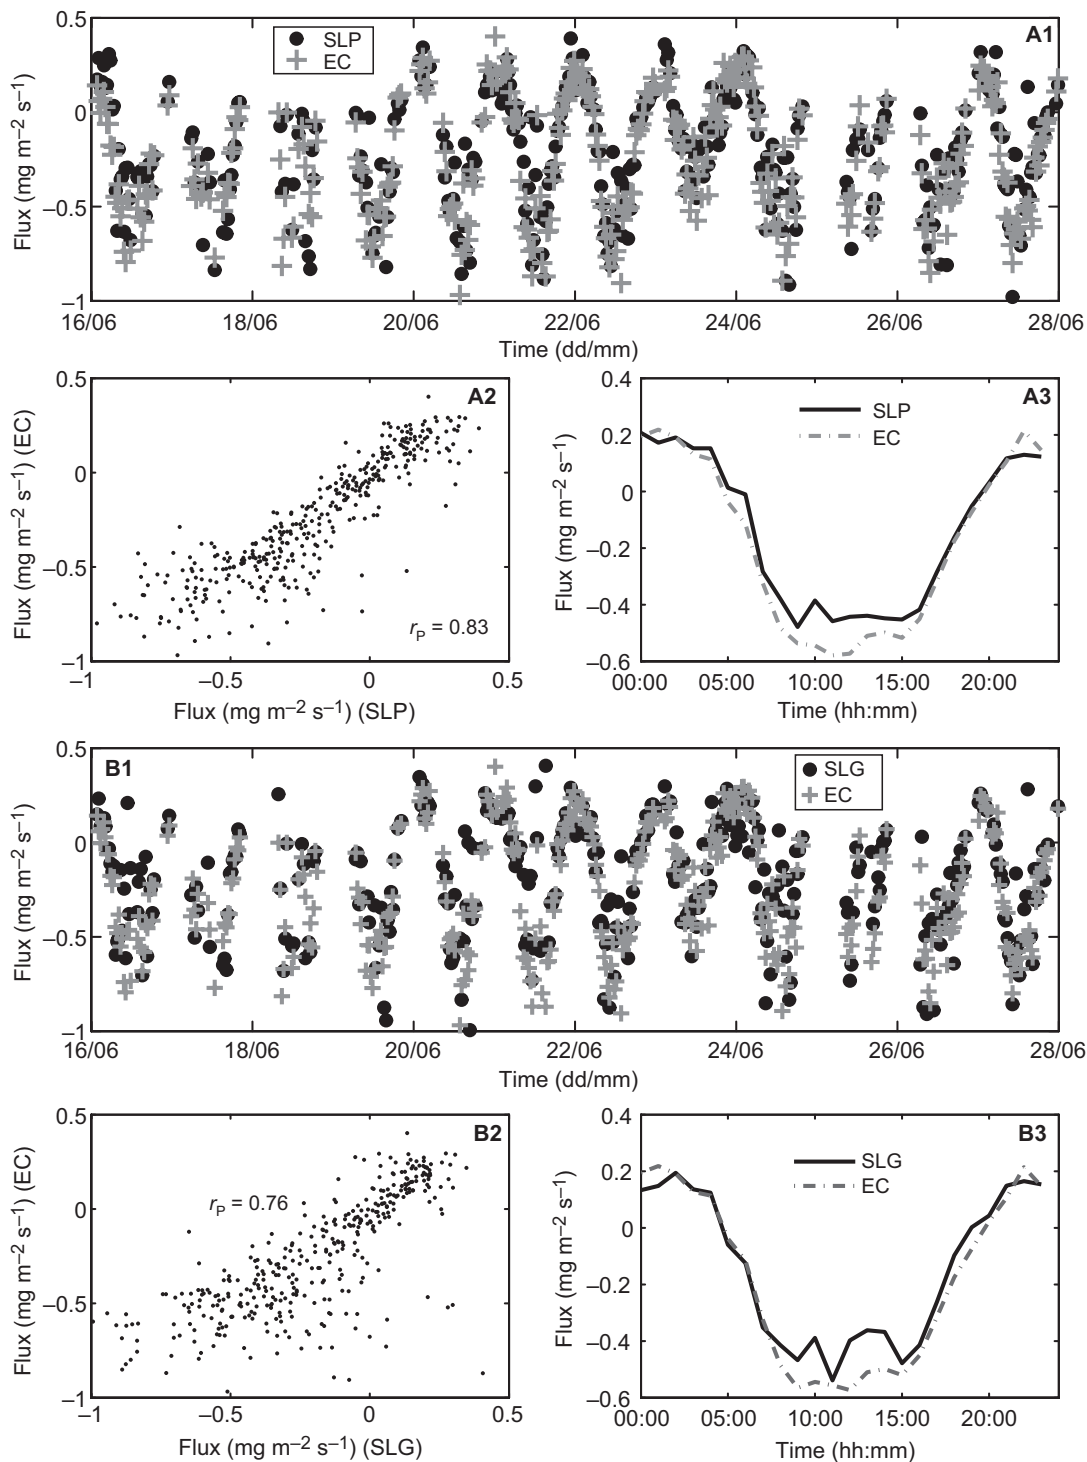 A1
SLP
EC
0.5
0
–0.5
–1
Flux (mg m–2 s–1)
16/06 18/06 20/06 22/06 24/06 26/06 28/06
Time (dd/mm)
A2
0.5
0
–0.5
–1
Flux (mg m–2 s–1) (EC)
rP = 0.83
–1 –0.5 0 0.5
Flux (mg m–2 s–1) (SLP)
A3
SLP
EC
0.4
0.2
0
–0.2
–0.4
–0.6
Flux (mg m–2 s–1)
00:00 05:00 10:00 15:00 20:00
Time (hh:mm)
B1
SLG
EC
0.5
0
–0.5
–1
Flux (mg m–2 s–1)
16/06 18/06 20/06 22/06 24/06 26/06 28/06
Time (dd/mm)
B2
0.5
0
–0.5
–1
Flux (mg m–2 s–1) (EC)
rP = 0.76
–1 –0.5 0 0.5
Flux (mg m–2 s–1) (SLG)
B3
SLG
EC
0.4
0.2
0
–0.2
–0.4
–0.6
Flux (mg m–2 s–1)
00:00 05:00 10:00 15:00 20:00
Time (hh:mm)